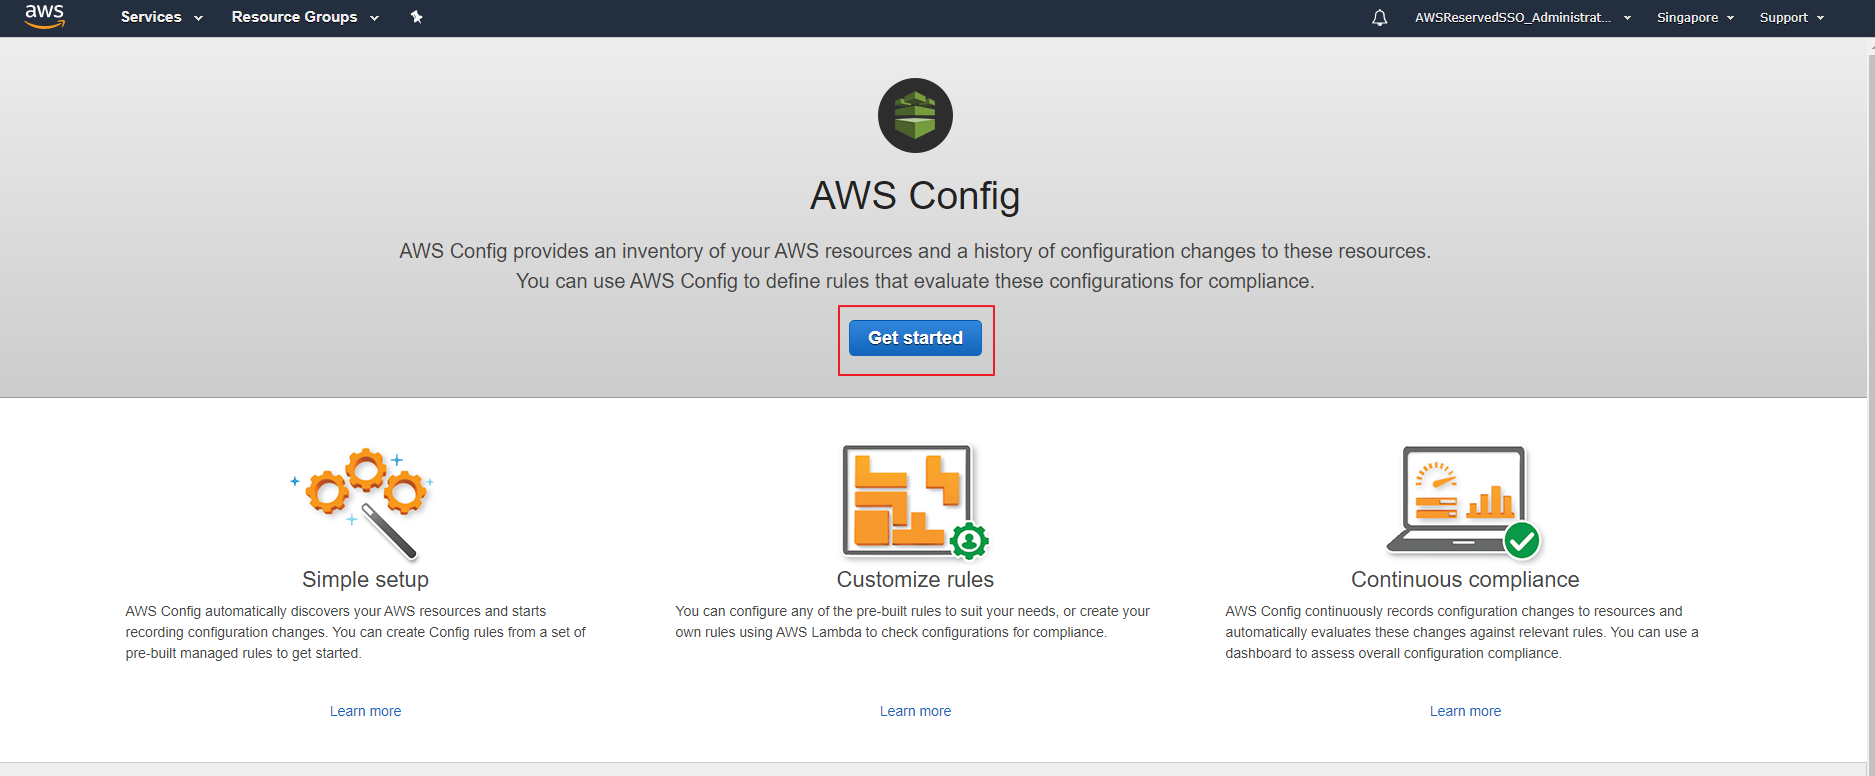 aws Services Resource Groups AWSReservedSSO_Administrat... Singapore Support
AWS Config
AWS Config provides an inventory of your AWS resources and a history of configuration changes to these resources.
You can use AWS Config to define rules that evaluate these configurations for compliance.
Get started
Simple setup
AWS Config automatically discovers your AWS resources and starts
recording configuration changes. You can create Config rules from a set of
pre-built managed rules to get started.
Learn more
Customize rules
You can configure any of the pre-built rules to suit your needs, or create your
own rules using AWS Lambda to check configurations for compliance.
Learn more
Continuous compliance
AWS Config continuously records configuration changes to resources and
automatically evaluates these changes against relevant rules. You can use a
dashboard to assess overall configuration compliance.
Learn more